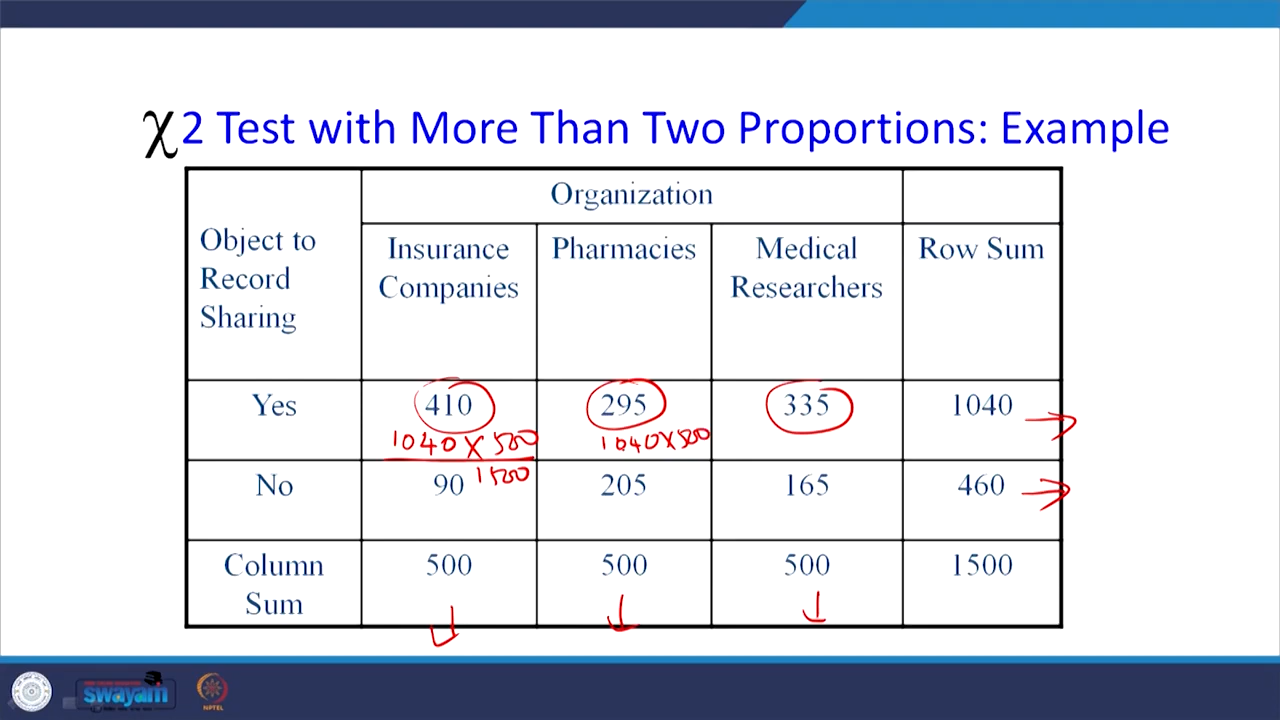 χ2 Test with More Than Two Proportions: Example
Organization
Object to Record Sharing
Insurance Companies
Pharmacies
Medical Researchers
Row Sum
Yes 410 295 335 1040
1040 X 500 1040X500
1500
No 90 205 165 460
Column Sum 500 500 500 1500
swayam
NPTEL